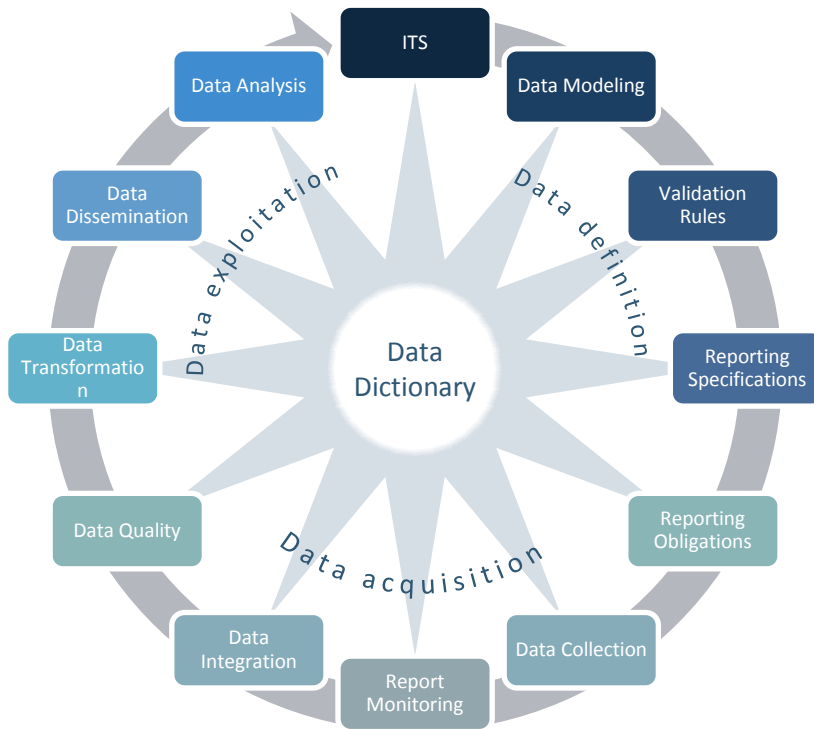 ITS
Data Modeling
Validation
Rules
Reporting
Specifications
Reporting
Obligations
Data Collection
Report
Monitoring
Data
Integration
Data Quality
Data
Transformatio
n
Data
Dissemination
Data Analysis
Data definition
Data acquisition
Data exploitation
Data
Dictionary